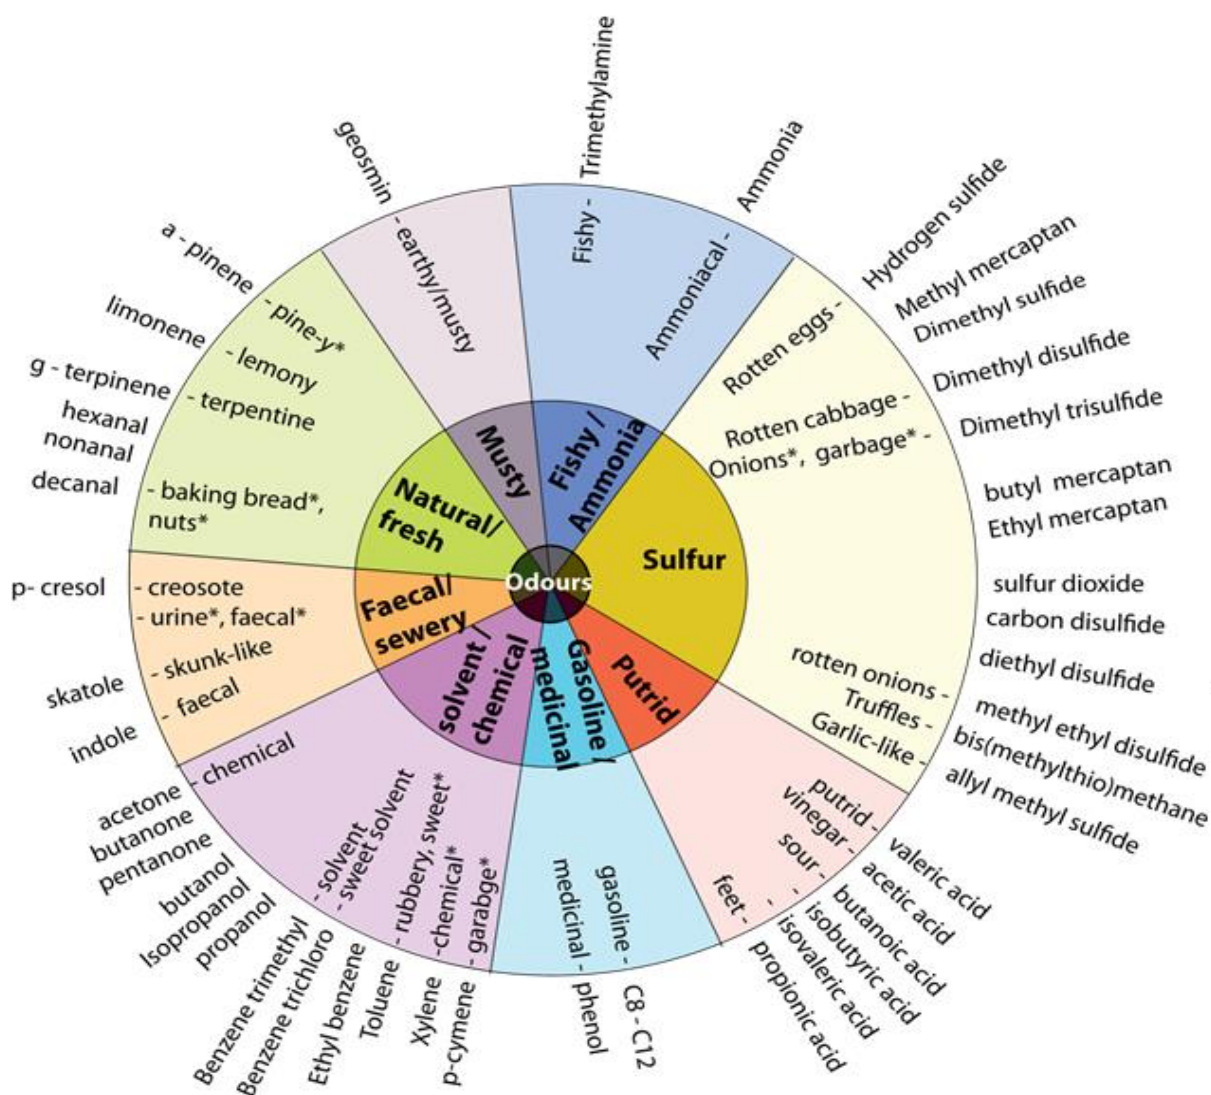 Odours
Musty
Fishy /
Ammonia
Sulfur
Putrid
Gasoline /
medicinal
solvent /
chemical
Faecal/
sewery
Natural/
fresh
geosmin
- earthy/musty
Trimethylamine
Fishy -
Ammonia
Ammoniacal -
Hydrogen sulfide
Rotten eggs -
Methyl mercaptan
Dimethyl sulfide
Dimethyl disulfide
Rotten cabbage -
Dimethyl trisulfide
Onions*, garbage* -
butyl mercaptan
Ethyl mercaptan
sulfur dioxide
carbon disulfide
diethyl disulfide
rotten onions -
methyl ethyl disulfide
Truffles -
bis(methylthio)methane
Garlic-like -
allyl methyl sulfide
putrid -
valeric acid
vinegar -
acetic acid
sour -
butanoic acid
-
isobutyric acid
isovaleric acid
feet -
propionic acid
gasoline -
C8 - C12
medicinal -
phenol
- garabge*
p-cymene
-chemical*
Xylene
- rubbery, sweet*
Toluene
Ethyl benzene
- sweet solvent
Benzene trichloro
- solvent
Benzene trimethyl
propanol
Isopropanol
butanol
pentanone
butanone
acetone
- chemical
indole
- faecal
skatole
- skunk-like
- urine*, faecal*
p- cresol
- creosote
decanal
- baking bread*,
nuts*
nonanal
hexanal
g - terpinene
- terpentine
limonene
- lemony
a - pinene
- pine-y*